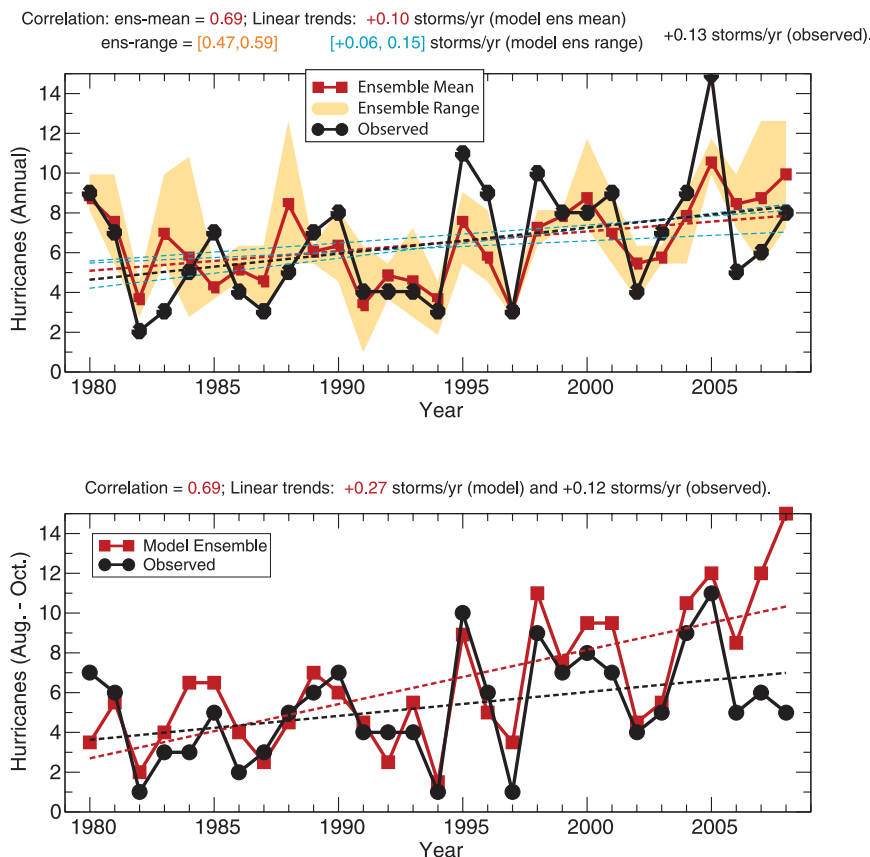 Correlation: ens-mean = 0.69; Linear trends: +0.10 storms/yr (model ens mean)
ens-range = [0.47,0.59] [+0.06, 0.15] storms/yr (model ens range) +0.13 storms/yr (observed).
Ensemble Mean
Ensemble Range
Observed
Hurricanes (Annual)
14
12
10
8
6
4
2
0
1980 1985 1990 1995 2000 2005
Year
Correlation = 0.69; Linear trends: +0.27 storms/yr (model) and +0.12 storms/yr (observed).
Model Ensemble
Observed
Hurricanes (Aug. - Oct.)
14
12
10
8
6
4
2
0
1980 1985 1990 1995 2000 2005
Year